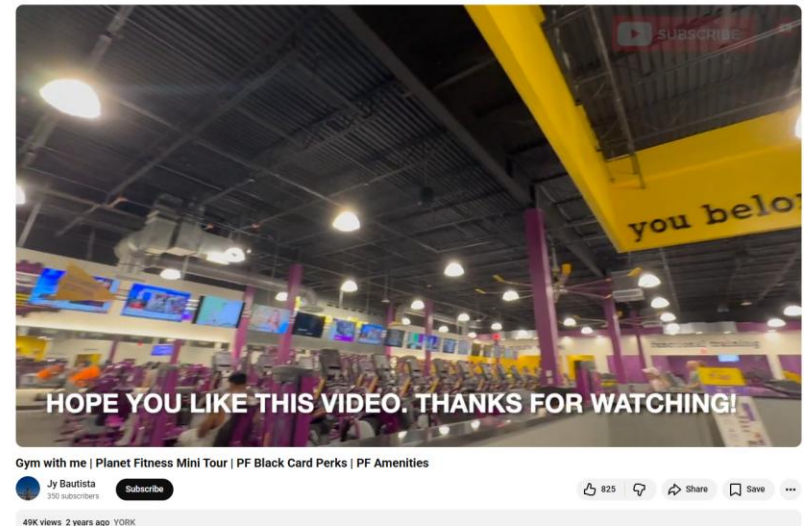 SUBSCRIBE
you belo
functional training
HOPE YOU LIKE THIS VIDEO. THANKS FOR WATCHING!
Gym with me | Planet Fitness Mini Tour | PF Black Card Perks | PF Amenities
Jy Bautista
350 subscribers
Subscribe
825
Share
Save
49K views 2 years ago YORK